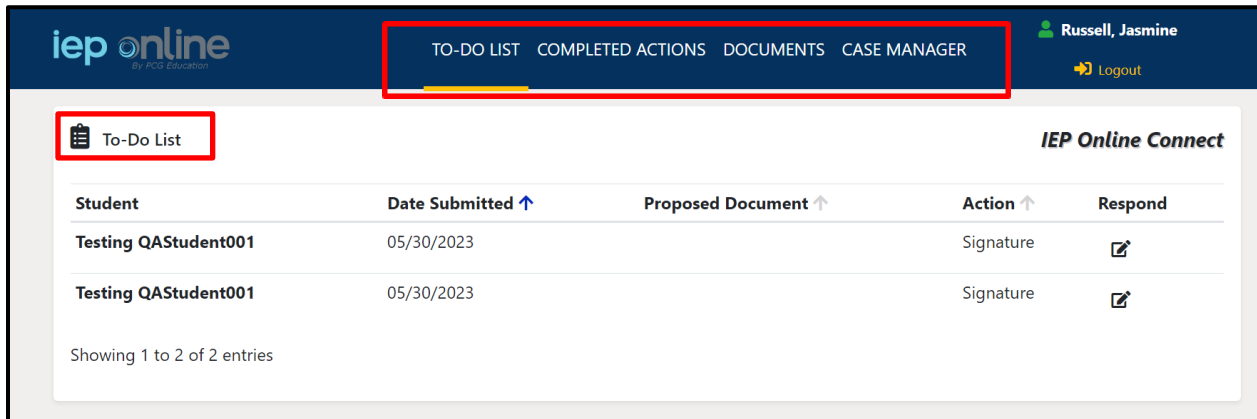 iep online
By PCG Education
TO-DO LIST COMPLETED ACTIONS DOCUMENTS CASE MANAGER
Russell, Jasmine
Logout
To-Do List
IEP Online Connect
Student Date Submitted Proposed Document Action Respond
Testing QAStudent001 05/30/2023 Signature
Testing QAStudent001 05/30/2023 Signature
Showing 1 to 2 of 2 entries